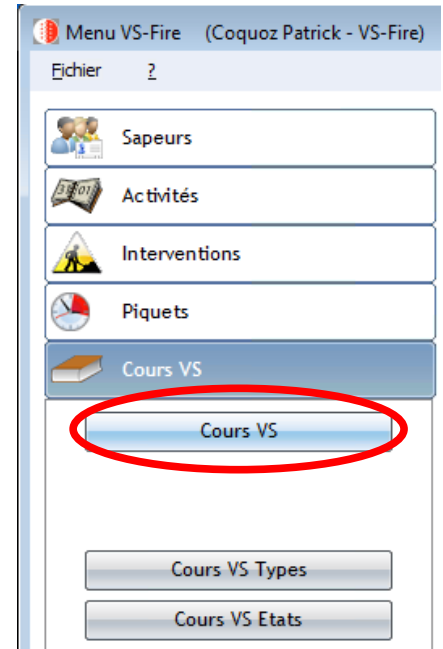 Menu VS-Fire (Coquoz Patrick - VS-Fire)
Fichier ?
Sapeurs
Activités
Interventions
Piquets
Cours VS
Cours VS
Cours VS Types
Cours VS Etats